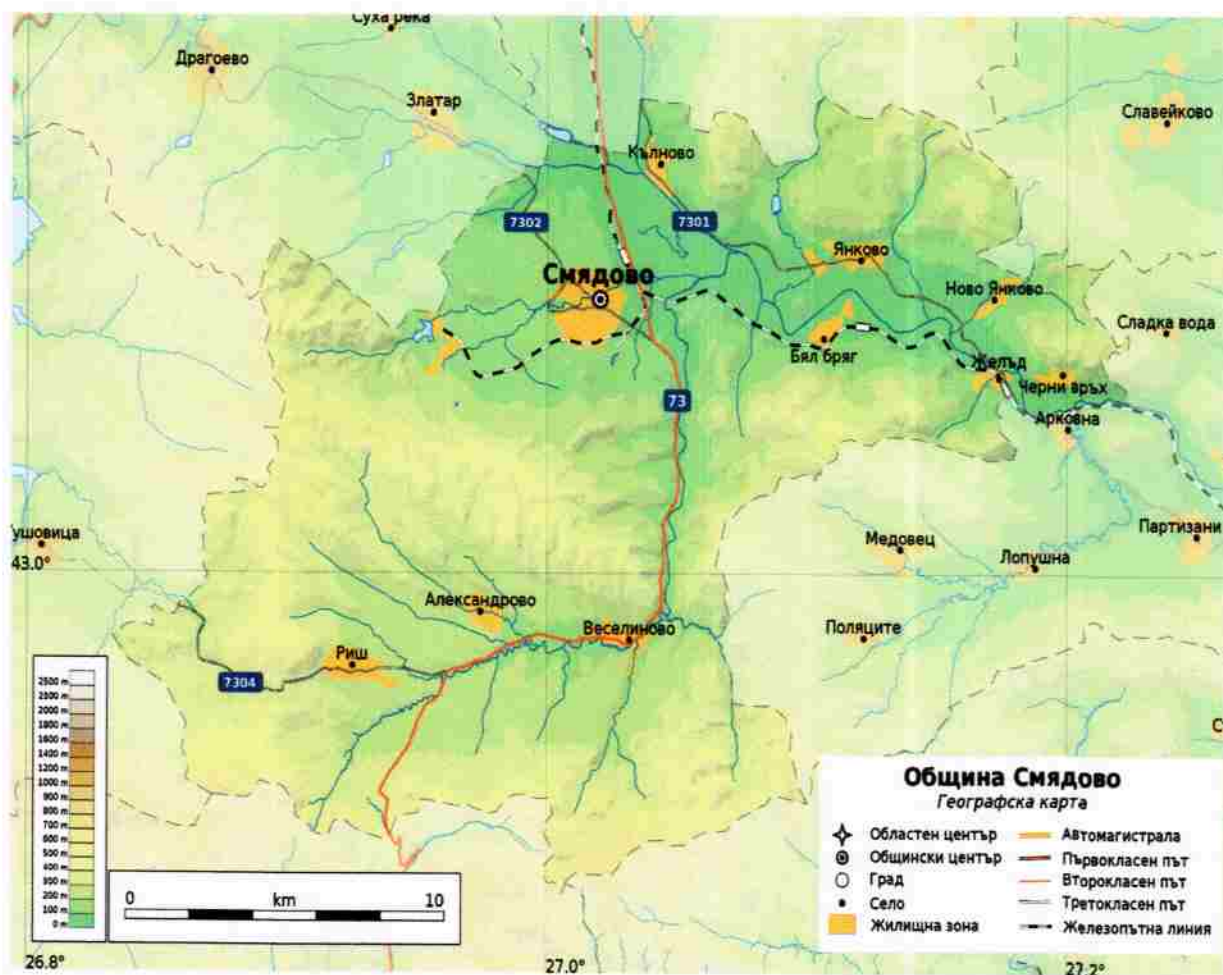 Суха река
Драгоево
Златар
Славейково
Кълново
7302
7301
Янково
Смядово
Ново Янково
Сладка вода
Бял бряг
Желъд
Черни връх
73
Арковна
ушовица
Партизани
Медовец
43.0°
Лопушна
Александрово
Веселиново
Поляците
Риш
7304
2500 m
2200 m
2000 m
1800 m
1600 m
1400 m
1200 m
1000 m
900 m
800 m
700 m
600 m
500 m
400 m
300 m
200 m
100 m
0 m
С
0 km 10
Община Смядово
Географска карта
Областен център
Общински център
Град
Село
Жилищна зона
Автомагистрала
Първокласен път
Второкласен път
Третокласен път
Железопътна линия
26.8°
27.0°
27.2°